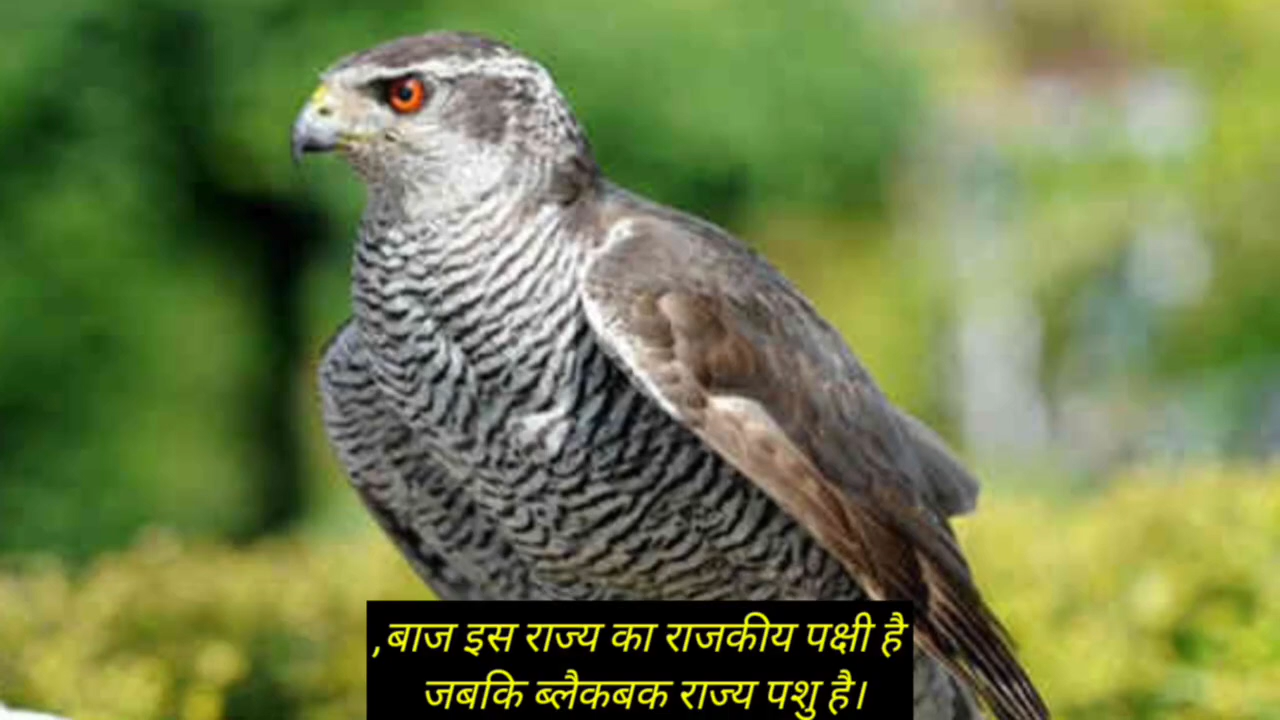 ,बाज इस राज्य का राजकीय पक्षी है
जबकि ब्लैकबक राज्य पशु है।